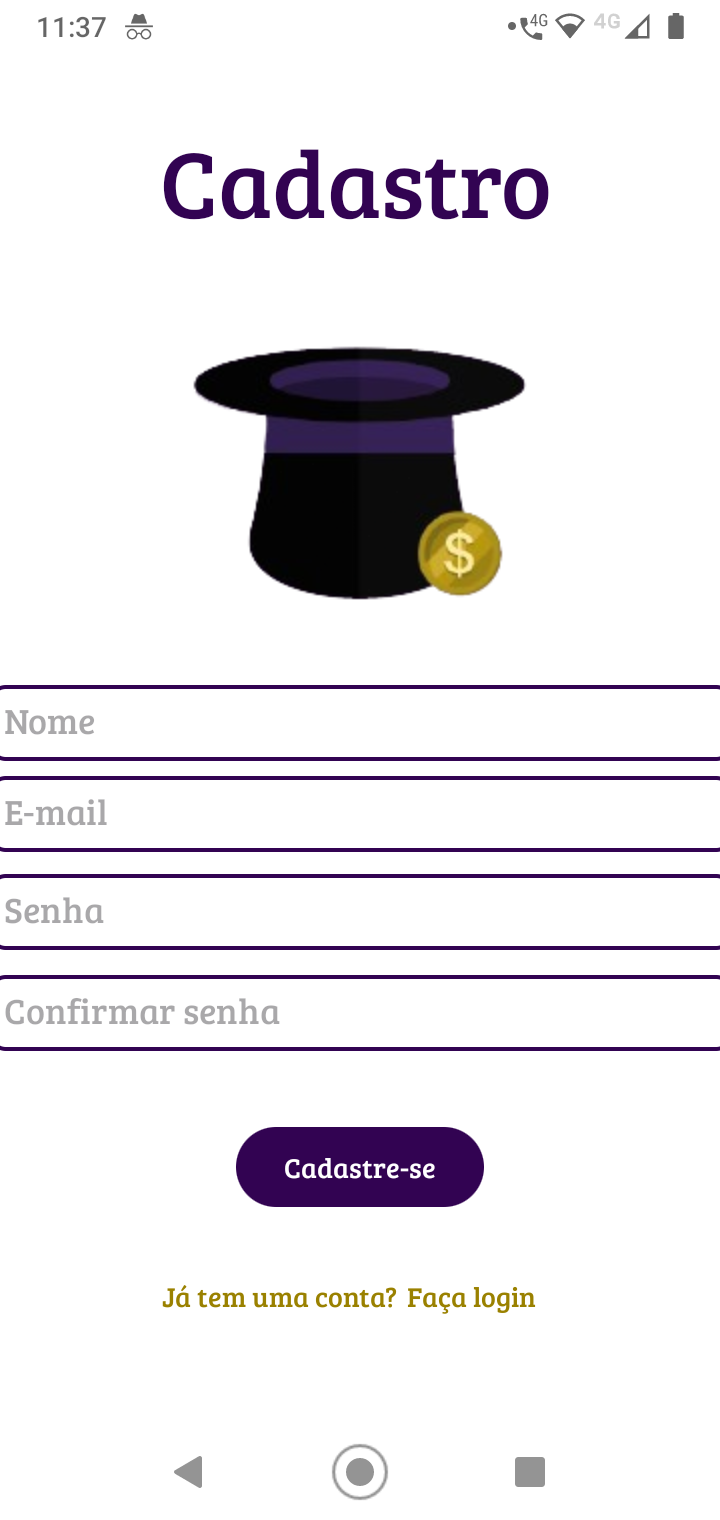 11:37
4G
4G
Cadastro
$
Nome
E-mail
Senha
Confirmar senha
Cadastre-se
Já tem uma conta? Faça login